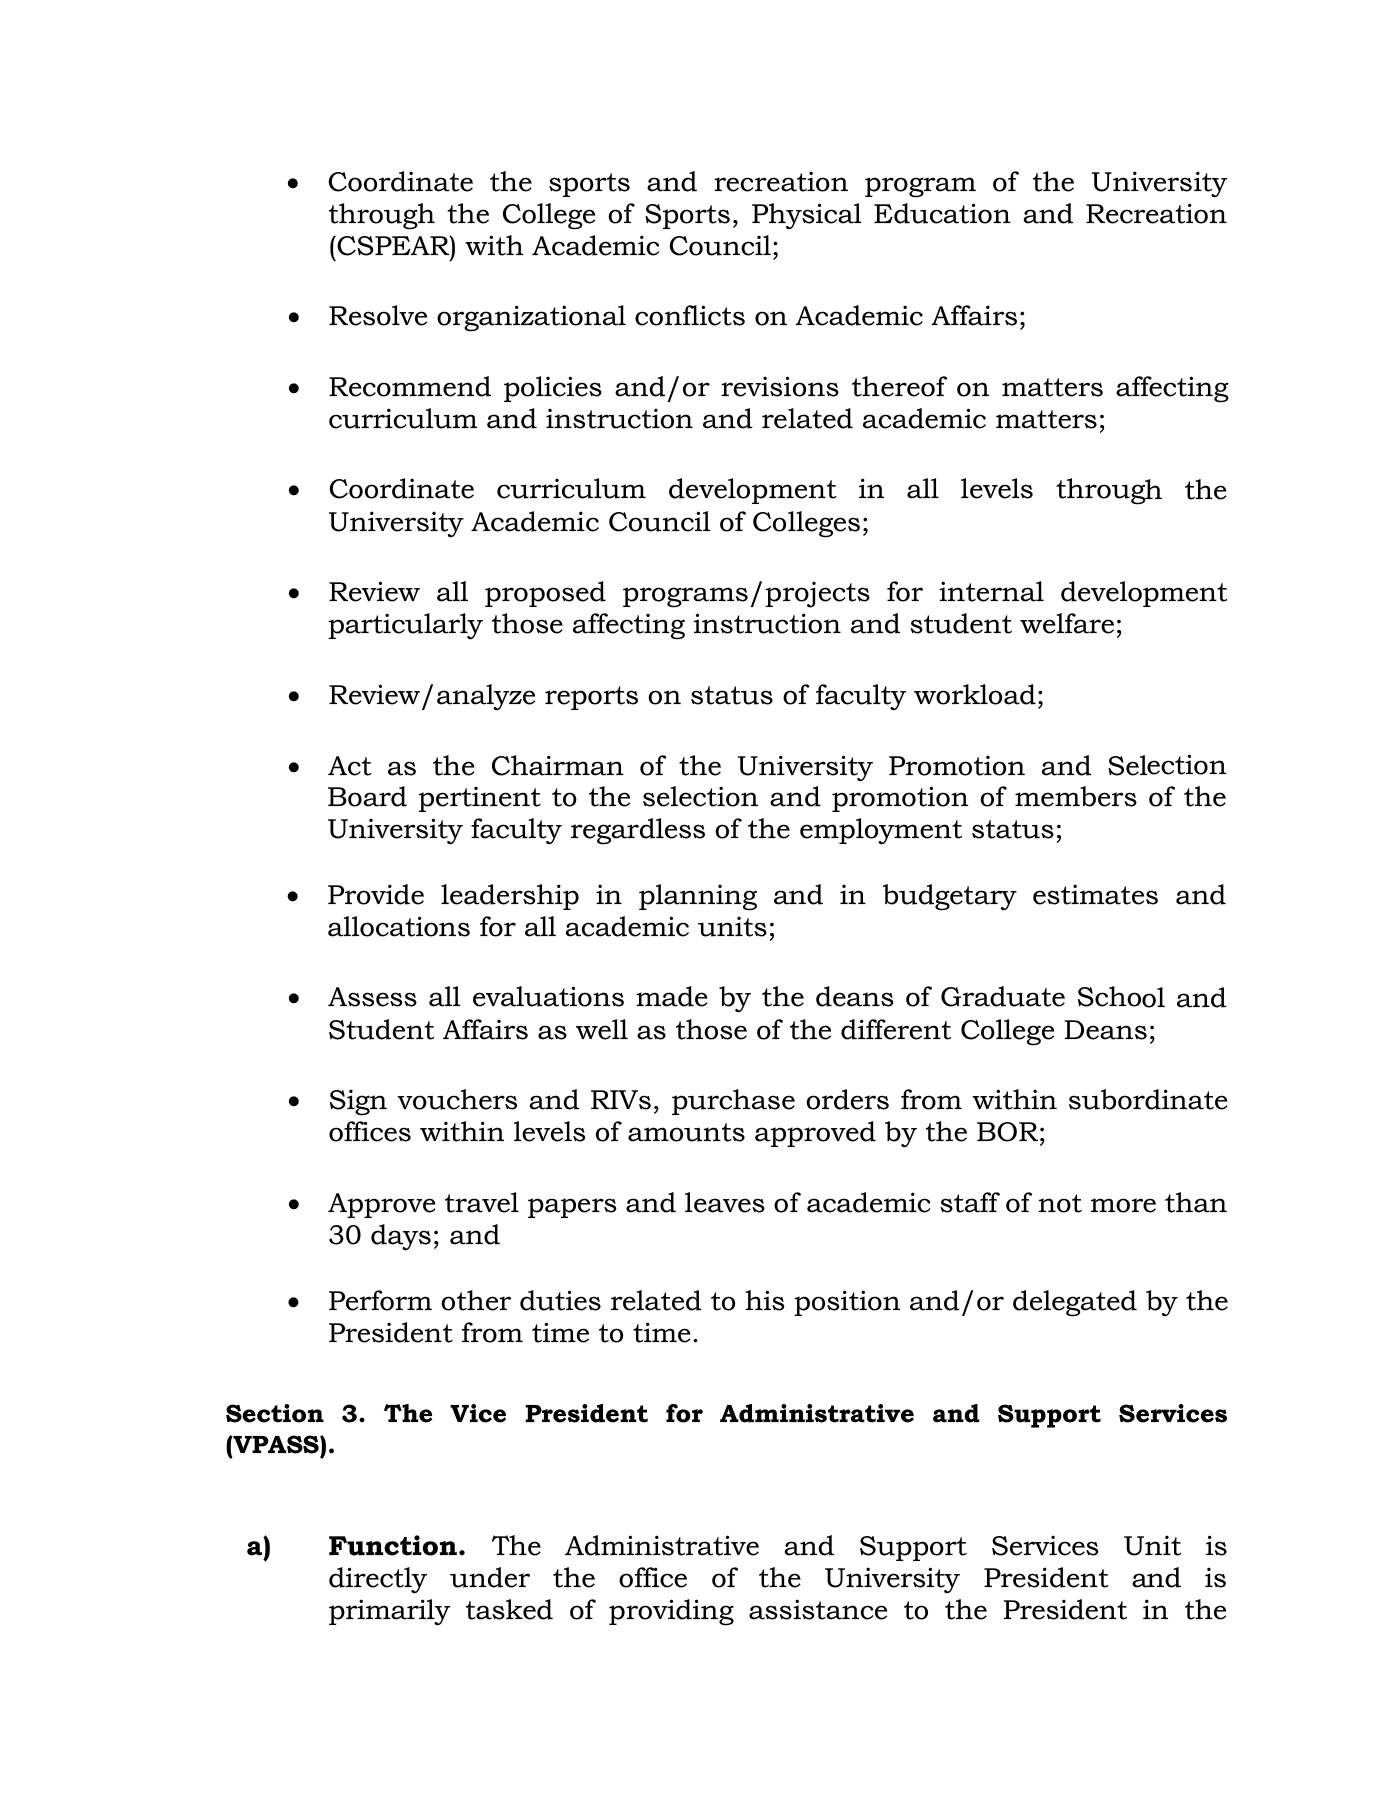 • Coordinate the sports and recreation program of the University
through the College of Sports, Physical Education and Recreation
(CSPEAR) with Academic Council;
• Resolve organizational conflicts on Academic Affairs;
• Recommend policies and/or revisions thereof on matters affecting
curriculum and instruction and related academic matters;
• Coordinate curriculum development in all levels through the
University Academic Council of Colleges;
• Review all proposed programs/projects for internal development
particularly those affecting instruction and student welfare;
• Review/analyze reports on status of faculty workload;
• Act as the Chairman of the University Promotion and Selection
Board pertinent to the selection and promotion of members of the
University faculty regardless of the employment status;
• Provide leadership in planning and in budgetary estimates and
allocations for all academic units;
• Assess all evaluations made by the deans of Graduate School and
Student Affairs as well as those of the different College Deans;
• Sign vouchers and RIVs, purchase orders from within subordinate
offices within levels of amounts approved by the BOR;
• Approve travel papers and leaves of academic staff of not more than
30 days; and
• Perform other duties related to his position and/or delegated by the
President from time to time.
Section 3. The Vice President for Administrative and Support Services
(VPASS).
a) Function. The Administrative and Support Services Unit is
directly under the office of the University President and is
primarily tasked of providing assistance to the President in the